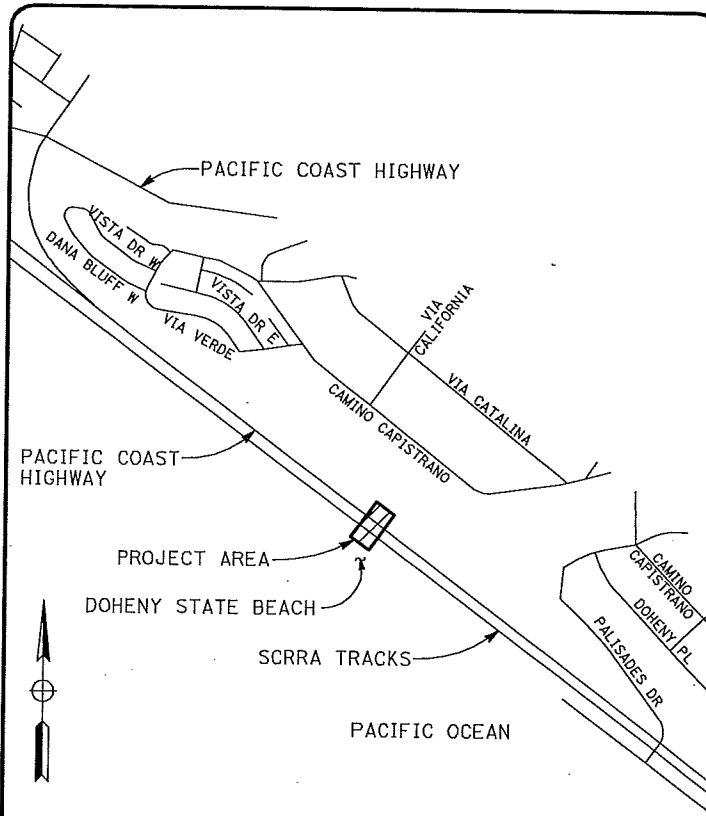 PACIFIC COAST HIGHWAY
VISTA DR W
DANA BLUFF W
VISTA DR E
VIA VERDE
VIA
CALIFORNIA
VIA CATALINA
CAMINO CAPISTRANO
PACIFIC COAST
HIGHWAY
PROJECT AREA
DOHENY STATE BEACH
SCRRA TRACKS
CAMINO
CAPISTRANO
DOHENY PL
PALISADES DR
PACIFIC OCEAN